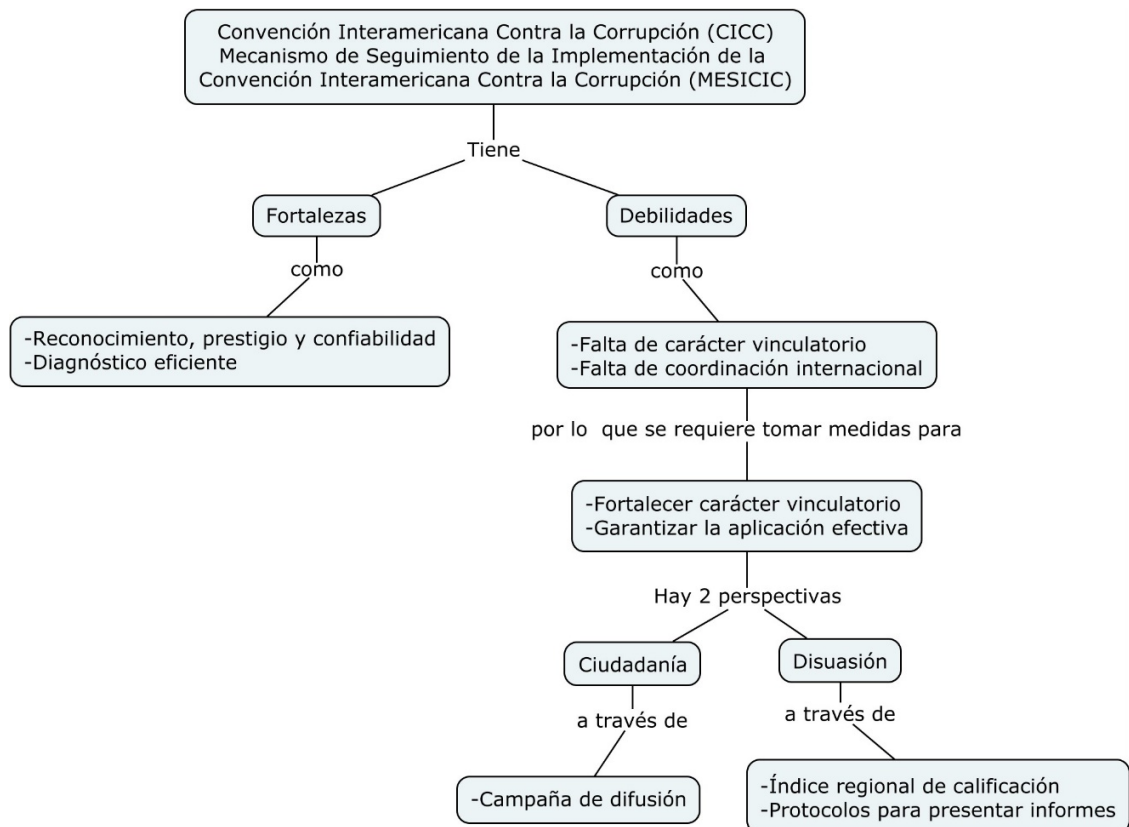 Convención Interamericana Contra la Corrupción (CICC)
Mecanismo de Seguimiento de la Implementación de la
Convención Interamericana Contra la Corrupción (MESICIC)
Tiene
Fortalezas
Debilidades
como
como
-Reconocimiento, prestigio y confiabilidad
-Diagnóstico eficiente
-Falta de carácter vinculatorio
-Falta de coordinación internacional
por lo  que se requiere tomar medidas para
-Fortalecer carácter vinculatorio
-Garantizar la aplicación efectiva
Hay 2 perspectivas
Ciudadanía
Disuasión
a través de
a través de
-Campaña de difusión
-Índice regional de calificación
-Protocolos para presentar informes